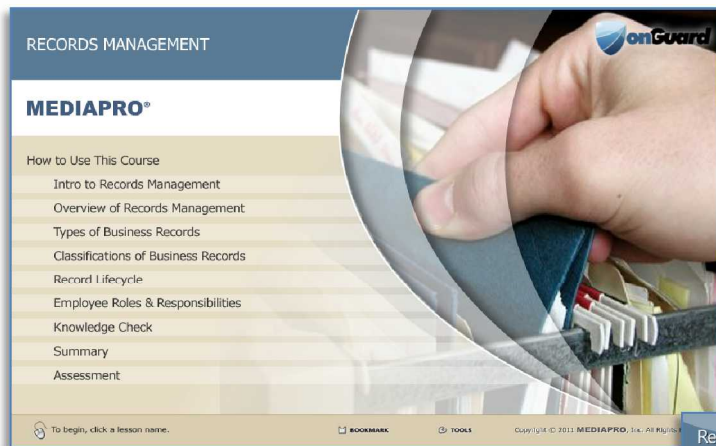 RECORDS MANAGEMENT
onGuard
MEDIAPRO®
How to Use This Course
Intro to Records Management
Overview of Records Management
Types of Business Records
Classifications of Business Records
Record Lifecycle
Employee Roles & Responsibilities
Knowledge Check
Summary
Assessment
To begin, click a lesson name.
BOOKMARK
TOOLS
Copyright © 2011 MEDIAPRO, Inc. All Rights
Re